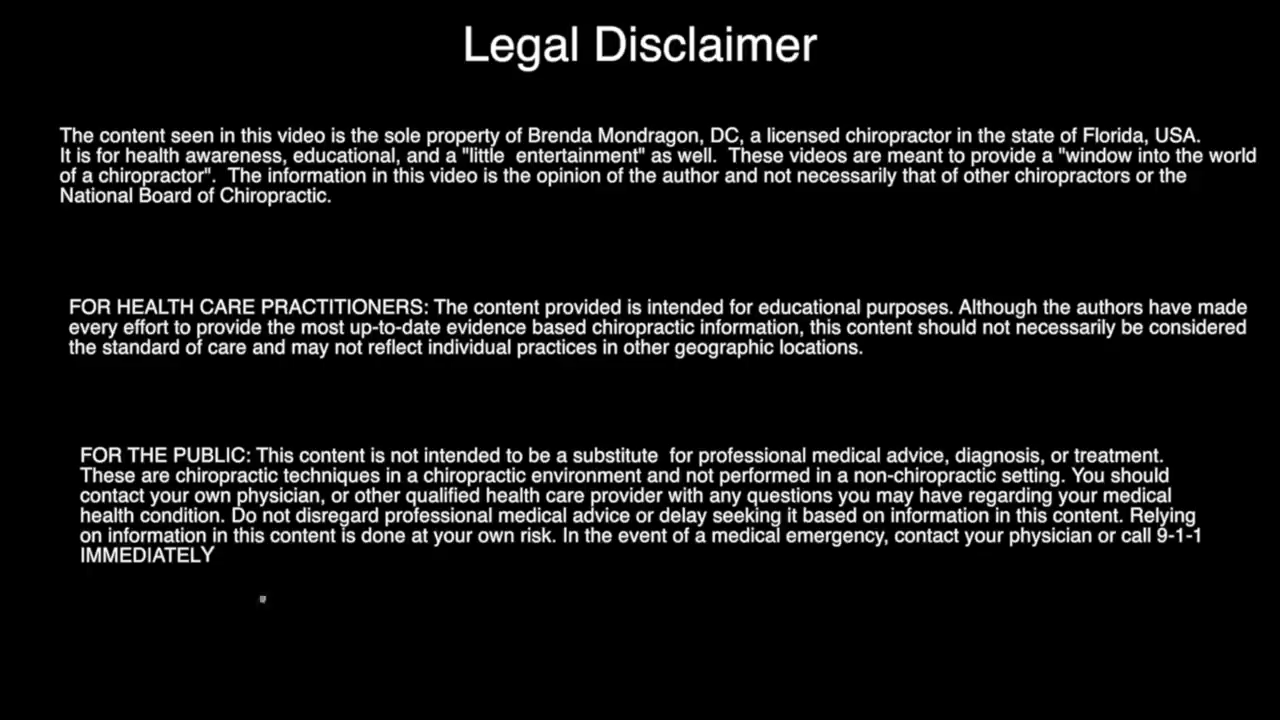 Legal Disclaimer
The content seen in this video is the sole property of Brenda Mondragon, DC, a licensed chiropractor in the state of Florida, USA.
It is for health awareness, educational, and a "little  entertainment" as well.  These videos are meant to provide a "window into the world
of a chiropractor".  The information in this video is the opinion of the author and not necessarily that of other chiropractors or the
National Board of Chiropractic.
FOR HEALTH CARE PRACTITIONERS: The content provided is intended for educational purposes. Although the authors have made
every effort to provide the most up-to-date evidence based chiropractic information, this content should not necessarily be considered
the standard of care and may not reflect individual practices in other geographic locations.
FOR THE PUBLIC: This content is not intended to be a substitute  for professional medical advice, diagnosis, or treatment.
These are chiropractic techniques in a chiropractic environment and not performed in a non-chiropractic setting. You should
contact your own physician, or other qualified health care provider with any questions you may have regarding your medical
health condition. Do not disregard professional medical advice or delay seeking it based on information in this content. Relying
on information in this content is done at your own risk. In the event of a medical emergency, contact your physician or call 9-1-1
IMMEDIATELY